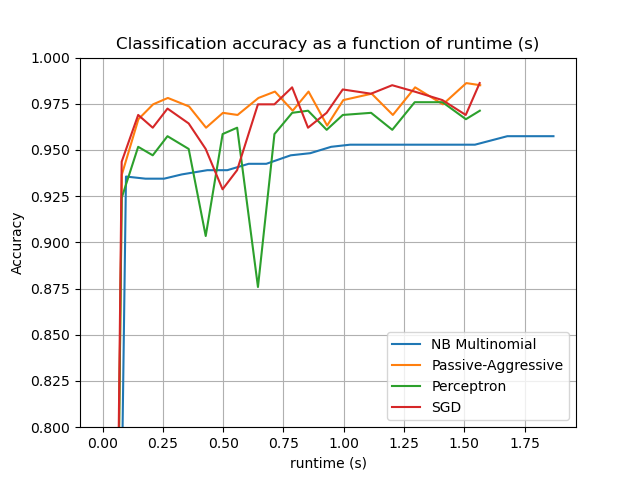 Classification accuracy as a function of runtime (s)
1.000
0.975
0.950
0.925
0.900
0.875
0.850
0.825
0.800
Accuracy
NB Multinomial
Passive-Aggressive
Perceptron
SGD
0.00 0.25 0.50 0.75 1.00 1.25 1.50 1.75
runtime (s)